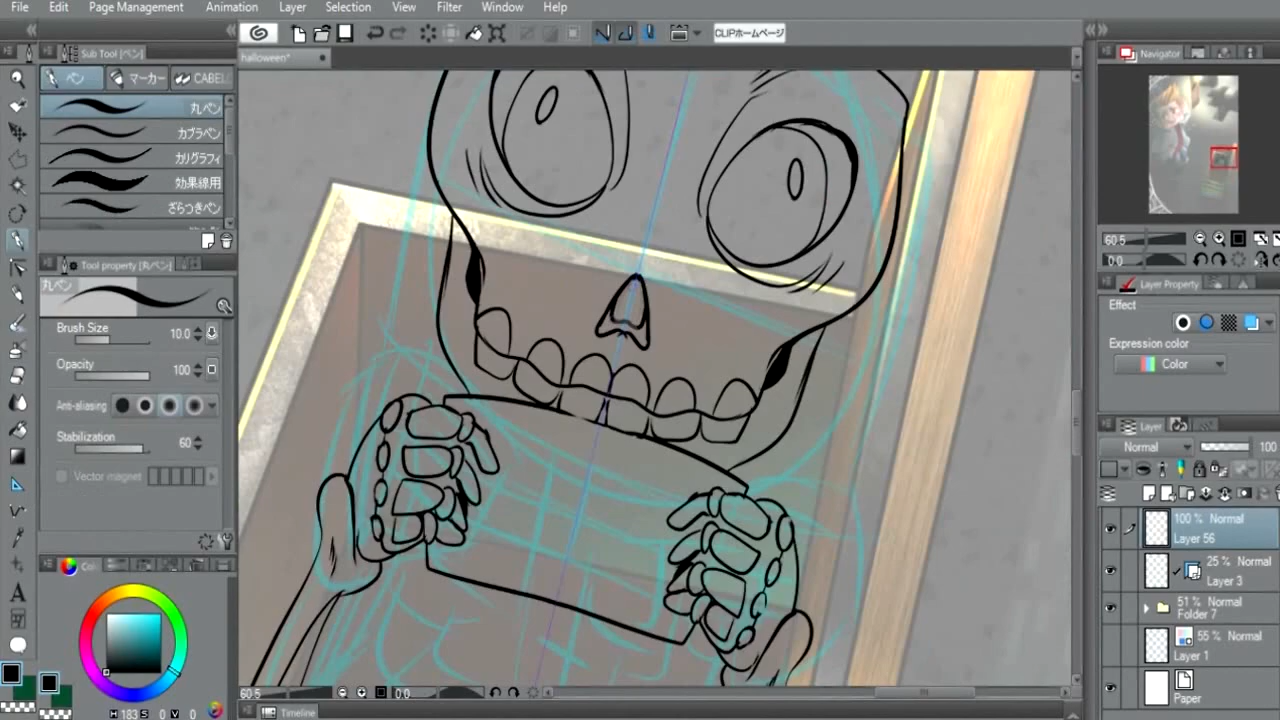 File Edit Page Management Animation Layer Selection View Filter Window Help
CLIPホームページ
halloween*
Sub Tool [ペン]
ペン マーカー CABEL
丸ペン
カブラペン
カリグラフィ
効果線用
ざらつきペン
Tool property [丸ペン]
丸ペン
Brush Size 10.0
Opacity 100
Anti-aliasing
Stabilization 60
Vector magnet
H 183 S 0 V 0
60.5 0.0
Timeline
Navigator
60.5
0.0
Layer Property
Effect
Expression color
Color
Layer
Normal 100
100 % Normal
Layer 56
25 % Normal
Layer 3
51 % Normal
Folder 7
55 % Normal
Layer 1
Paper